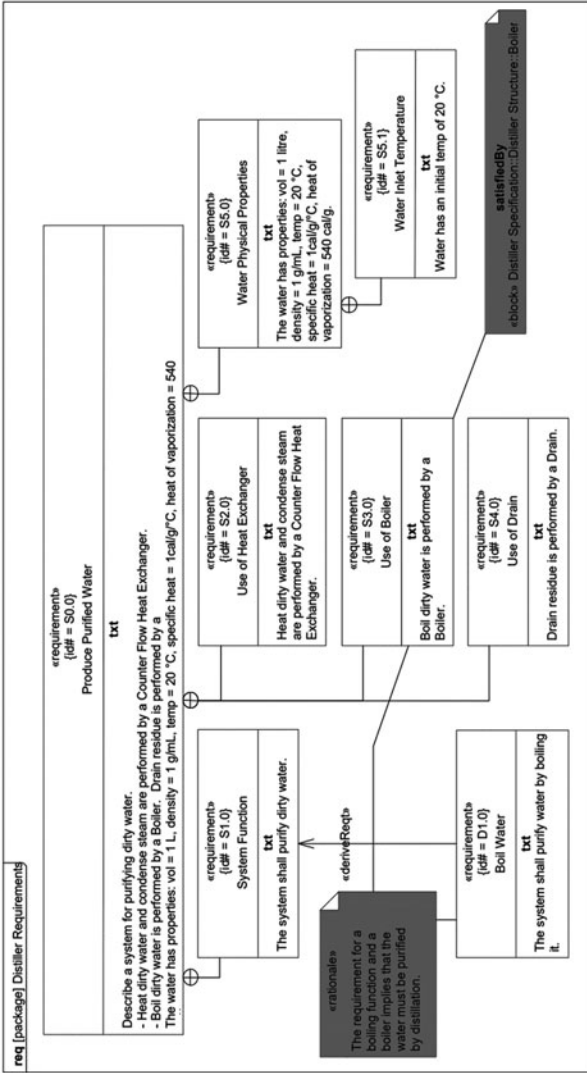 req [package] Distiller Requirements
«requirement»
{id# = S0.0}
Produce Purified Water
txt
Describe a system for purifying dirty water.
- Heat dirty water and condense steam are performed by a Counter Flow Heat Exchanger.
- Boil dirty water is performed by a Boiler. Drain residue is performed by a
The water has properties: vol = 1 L, density = 1 g/mL, temp = 20 °C, specific heat = 1cal/g/°C, heat of vaporization = 540
«requirement»
{id# = S1.0}
System Function
txt
The system shall purify dirty water.
«requirement»
{id# = S2.0}
Use of Heat Exchanger
txt
Heat dirty water and condense steam
are performed by a Counter Flow Heat
Exchanger.
«requirement»
{id# = S5.0}
Water Physical Properties
txt
The water has properties: vol = 1 litre,
density = 1 g/mL, temp = 20 °C,
specific heat = 1cal/g/°C, heat of
vaporization = 540 cal/g.
«deriveReqt»
«requirement»
{id# = S3.0}
Use of Boiler
txt
Boil dirty water is performed by a
Boiler.
«requirement»
{id# = S5.1}
Water Inlet Temperature
txt
Water has an initial temp of 20 °C.
«rationale»
The requirement for a
boiling function and a
boiler implies that the
water must be purified
by distillation.
«requirement»
{id# = D1.0}
Boil Water
txt
The system shall purify water by boiling
it.
«requirement»
{id# = S4.0}
Use of Drain
txt
Drain residue is performed by a Drain.
satisfiedBy
«block» Distiller Specification::Distiller Structure::Boiler